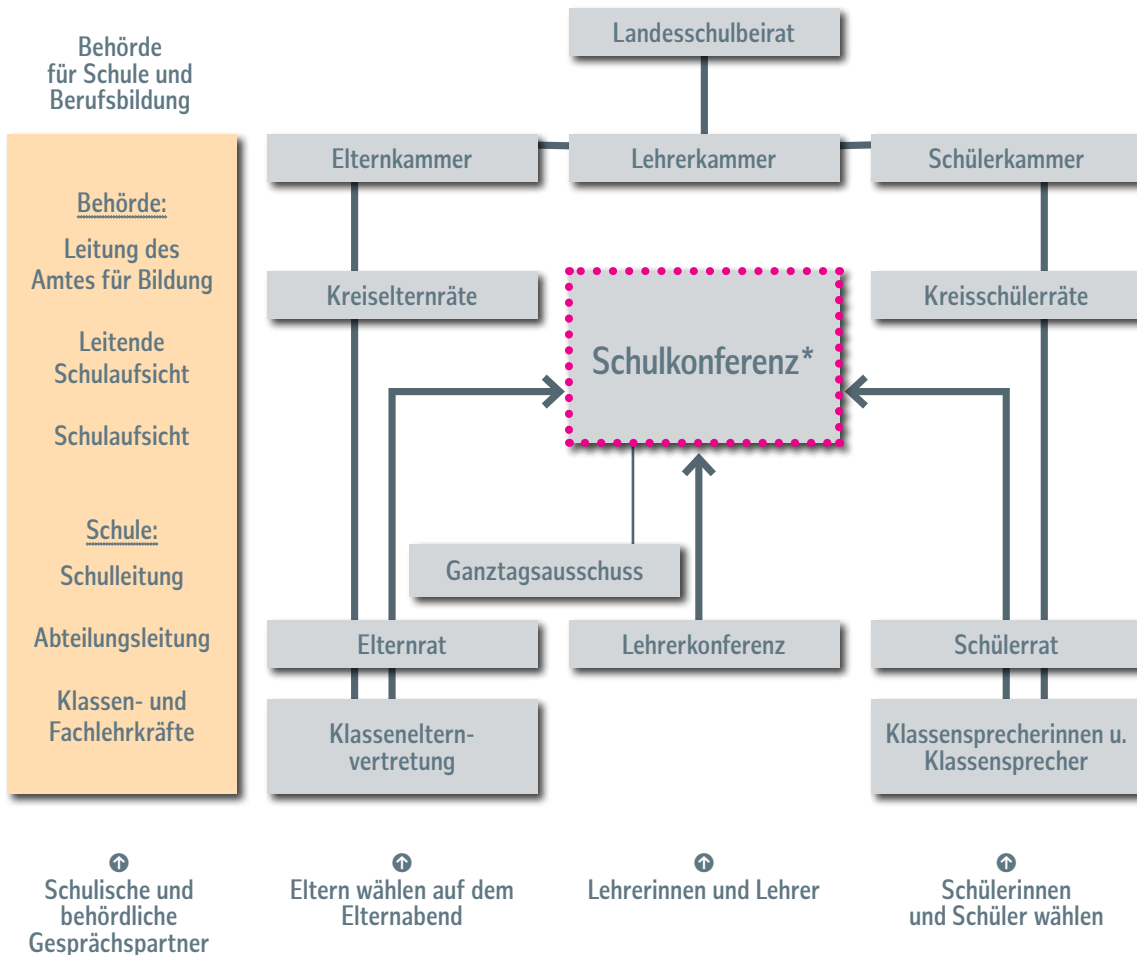 Behörde
für Schule und
Berufsbildung
Behörde:
Leitung des
Amtes für Bildung
Leitende
Schulaufsicht
Schulaufsicht
Schule:
Schulleitung
Abteilungsleitung
Klassen- und
Fachlehrkräfte
Landesschulbeirat
Elternkammer
Lehrerkammer
Schülerkammer
Kreiselternräte
Schulkonferenz*
Kreisschülerräte
Ganztagsausschuss
Elternrat
Lehrerkonferenz
Schülerrat
Klasseneltern-
vertretung
Klassensprecherinnen u.
Klassensprecher
Schulische und
behördliche
Gesprächspartner
Eltern wählen auf dem
Elternabend
Lehrerinnen und Lehrer
Schülerinnen
und Schüler wählen